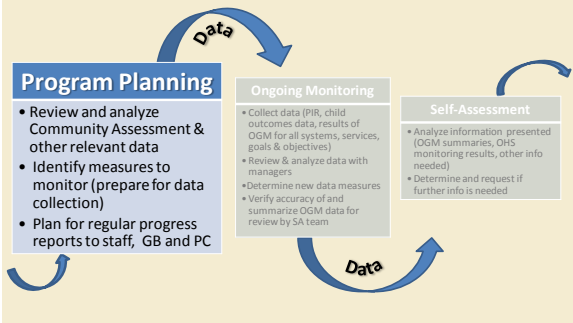 Data
Program Planning
• Review and analyze
Community Assessment &
other relevant data
• Identify measures to
monitor (prepare for data
collection)
• Plan for regular progress
reports to staff, GB and PC
Ongoing Monitoring
• Collect data (PIR, child
outcomes data, results of
OGM for all systems, services,
goals & objectives)
• Review & analyze data with
managers
•Determine new data measures
• Verify accuracy of and
summarize OGM data for
review by SA team
Self-Assessment
• Analyze information presented
(OGM summaries, OHS
monitoring results, other info
needed)
• Determine and request if
further info is needed
Data